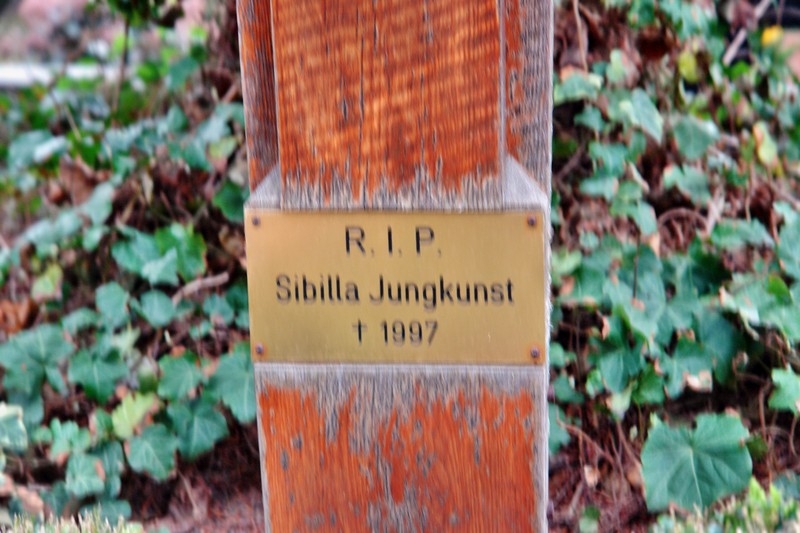 R. I. P.
Sibilla Jungkunst
† 1997